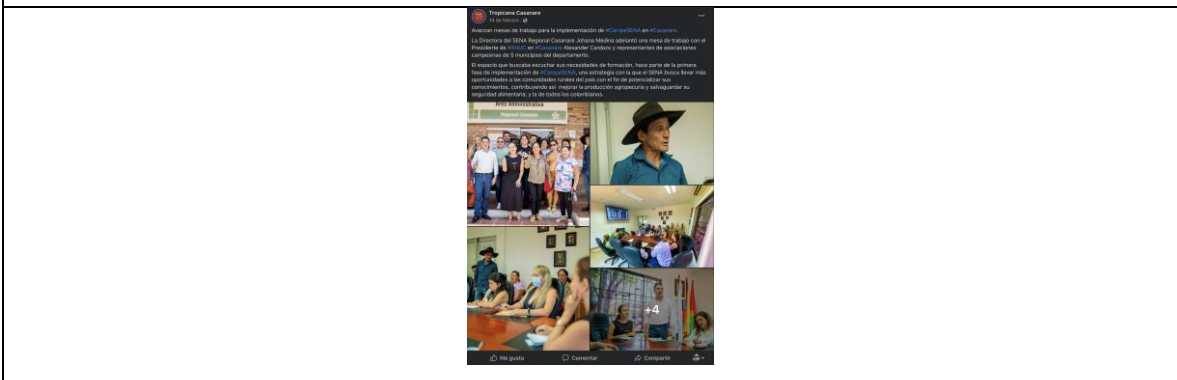 Tropicana Casanare
14 de febrero ·
Avanzan mesas de trabajo para la implementación de #CampeSENA en #Casanare.
La Directora del SENA Regional Casanare Johana Medina adelantó una mesa de trabajo con el
Presidente de #ANUC en #Casanare Alexander Cardozo y representantes de asociaciones
campesinas de 5 municipios del departamento.
El espacio que buscaba escuchar sus necesidades de formación, hace parte de la primera
fase de implementación de #CampeSENA, una estrategia con la que el SENA busca llevar más
oportunidades a las comunidades rurales del país con el fin de potencializar sus
conocimientos, contribuyendo así mejorar la producción agropecuria y salvaguardar su
seguridad alimentaria; y la de todos los colombianos.
Área Administrativa
Regional Casanare
+4
Me gusta
Comentar
Compartir